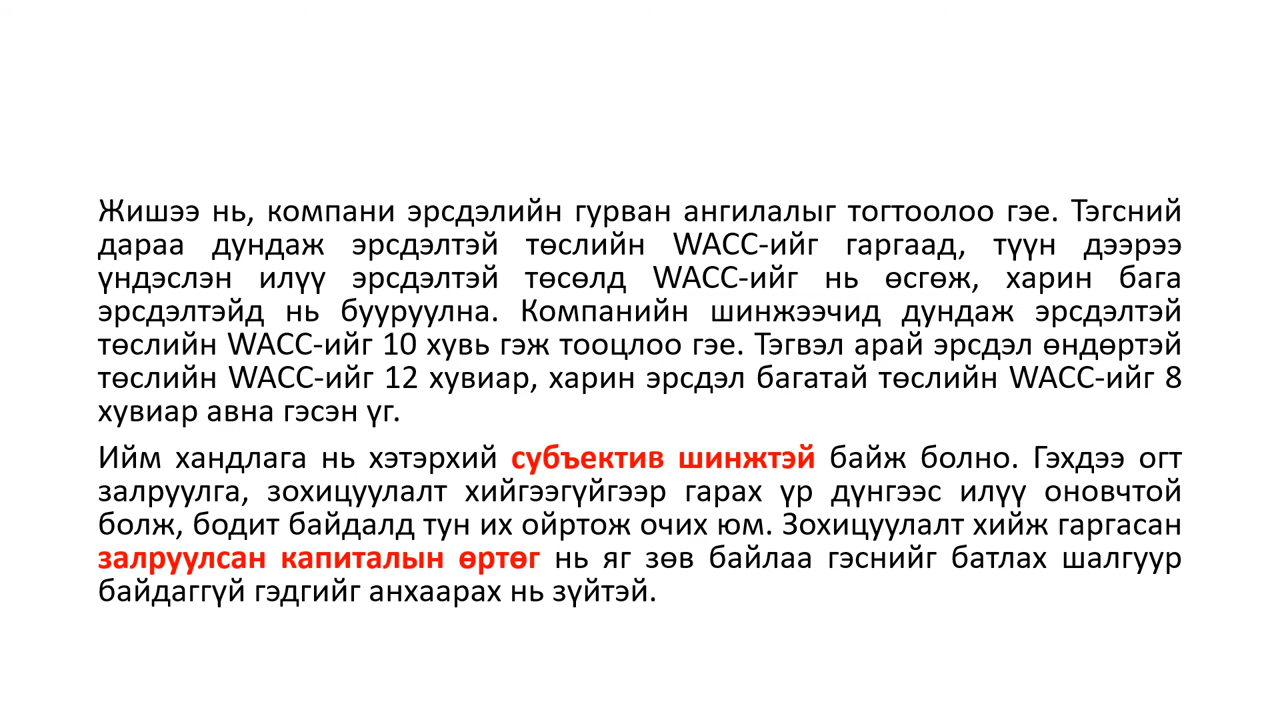 Жишээ нь, компани эрсдэлийн гурван ангилалыг тогтоолоо гэе. Тэгсний
дараа дундаж эрсдэлтэй төслийн WACC-ийг гаргаад, түүн дээрээ
үндэслэн илүү эрсдэлтэй төсөлд WACC-ийг нь өсгөж, харин бага
эрсдэлтэйд нь бууруулна. Компанийн шинжээчид дундаж эрсдэлтэй
төслийн WACC-ийг 10 хувь гэж тооцлоо гэе. Тэгвэл арай эрсдэл өндөртэй
төслийн WACC-ийг 12 хувиар, харин эрсдэл багатай төслийн WACC-ийг 8
хувиар авна гэсэн үг.
Ийм хандлага нь хэтэрхий субъектив шинжтэй байж болно. Гэхдээ огт
залруулга, зохицуулалт хийгээгүйгээр гарах үр дүнгээс илүү оновчтой
болж, бодит байдалд тун их ойртож очих юм. Зохицуулалт хийж гаргасан
залруулсан капиталын өртөг нь яг зөв байлаа гэснийг батлах шалгуур
байдаггүй гэдгийг анхаарах нь зүйтэй.